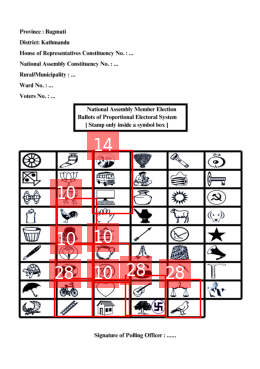 Province : Bagmati
District: Kathmandu
House of Representatives Constituency No. : ...
National Assembly Constituency No. : ...
Rural/Municipality : ...
Ward No. : ...
Voters No. : ...
National Assembly Member Election
Ballots of Proportional Electoral System
[ Stamp only inside a symbol box ]
14
10
10 10
28 10 28 28
Signature of Polling Officer : ......